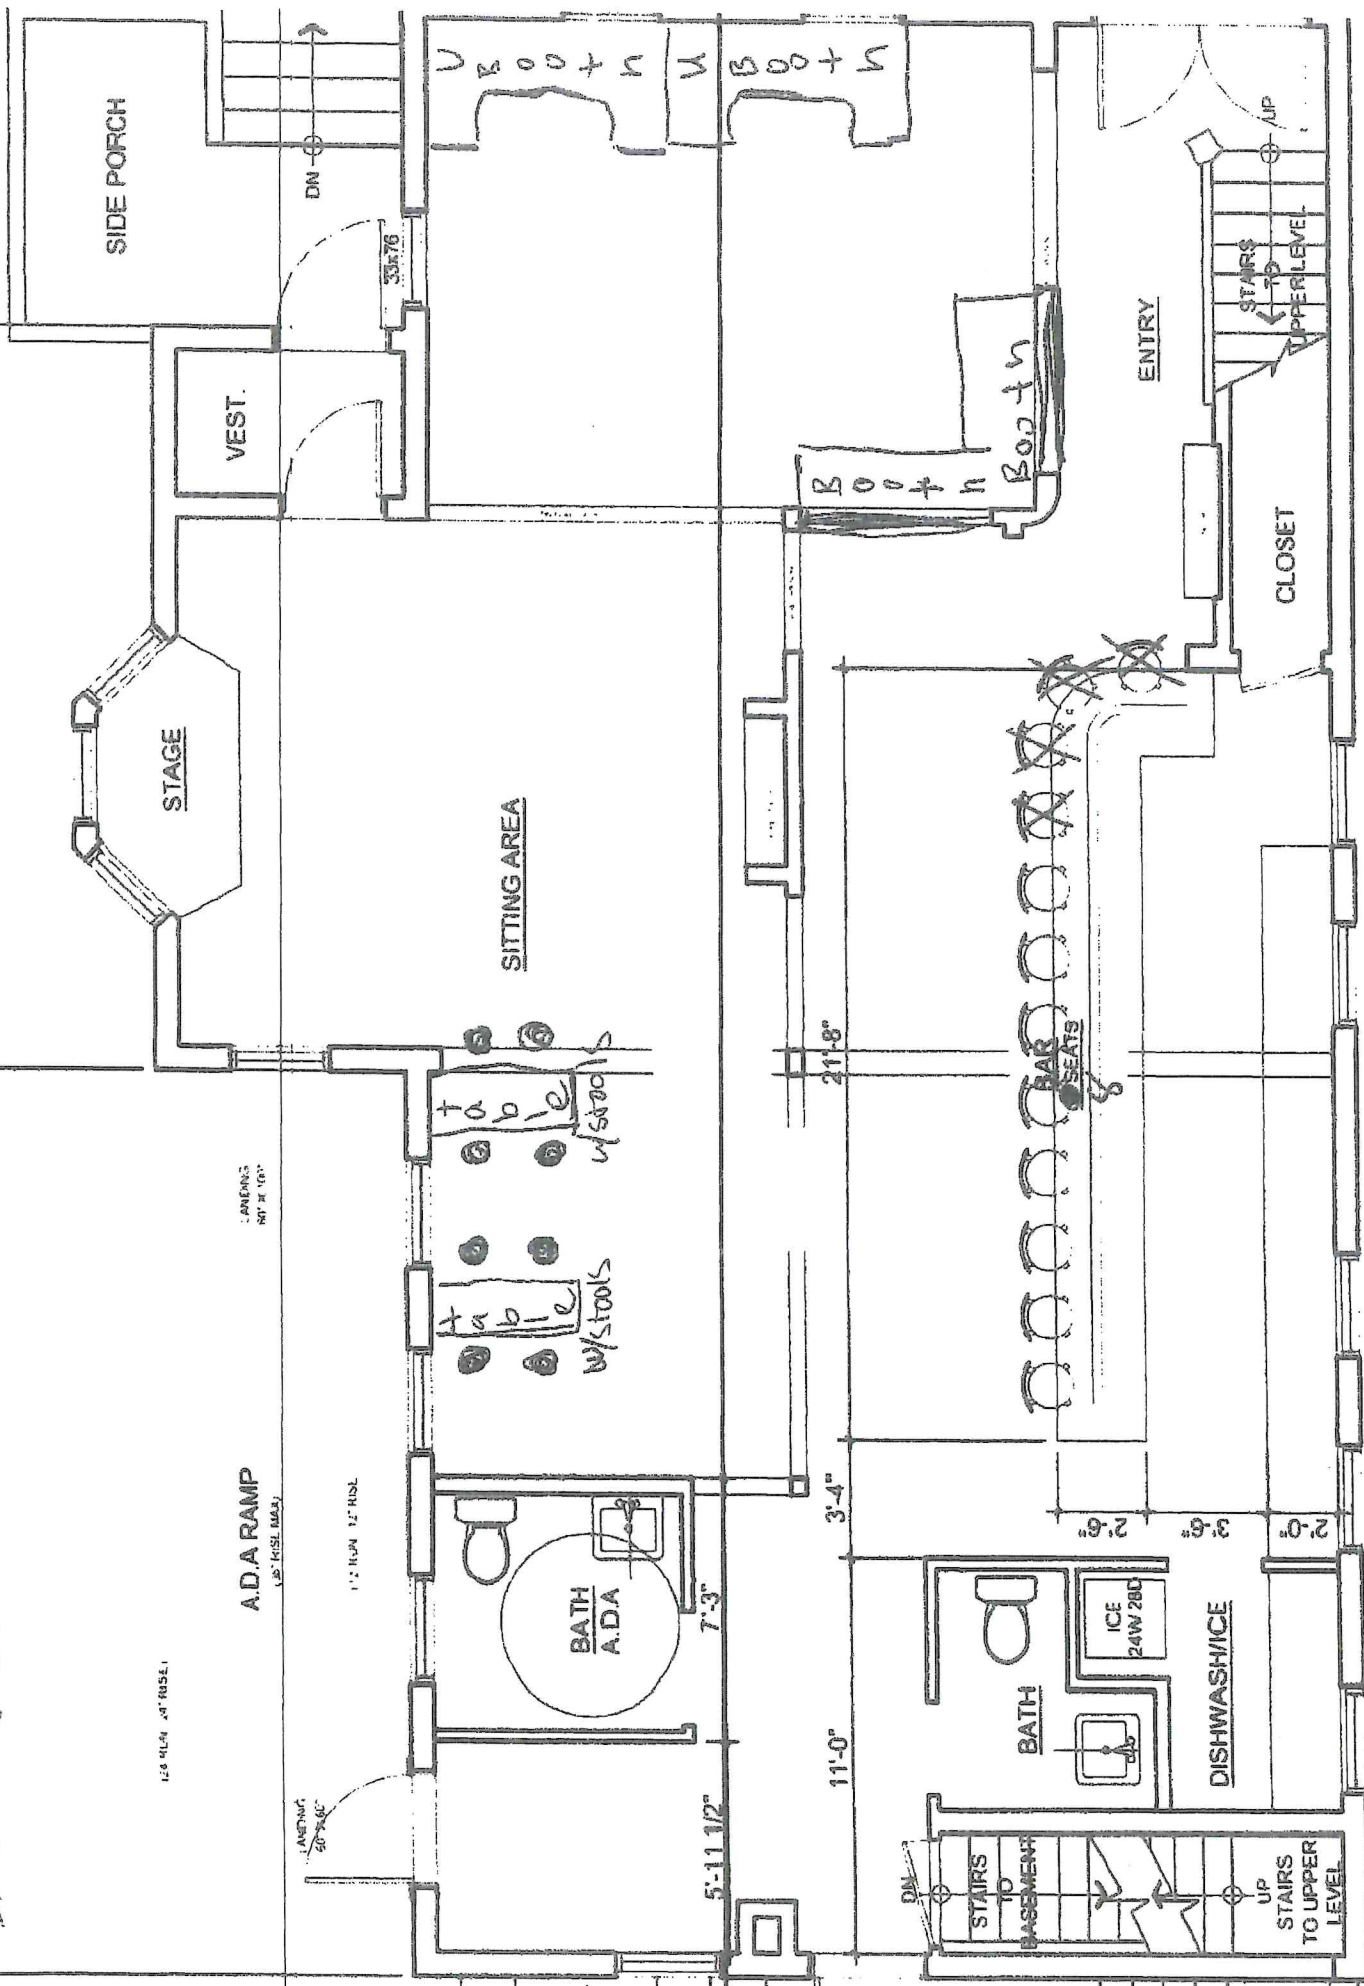 SIDE PORCH
DN
33x76
VEST.
U Booth
U Booth
Booth
Booth
ENTRY
STAIRS
TO
UPPER LEVEL
UP
CLOSET
STAGE
SITTING AREA
table
w/stools
table
w/stools
21'-8"
BAR
SEATS
8
LANDING
A.D.A RAMP
BATH
A.D.A
7'-3"
5'-11 1/2"
3'-4"
11'-0"
2'-6"
3'-6"
2'-0"
BATH
ICE
24W 28D
DISHWASH/ICE
DN
STAIRS
TO
BASEMENT
UP
STAIRS
TO UPPER
LEVEL
LANDING